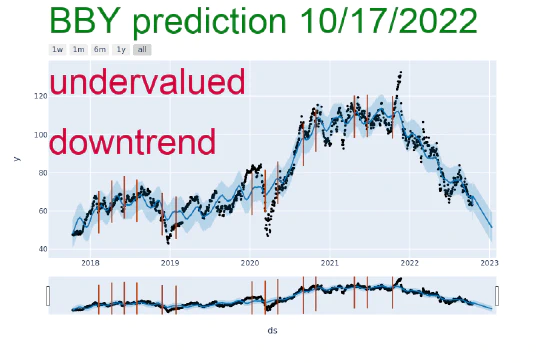 BBY prediction 10/17/2022
1w 1m 6m 1y all
undervalued
120
downtrend
100
80
y
60
40
2018 2019 2020 2021 2022 2023
ds